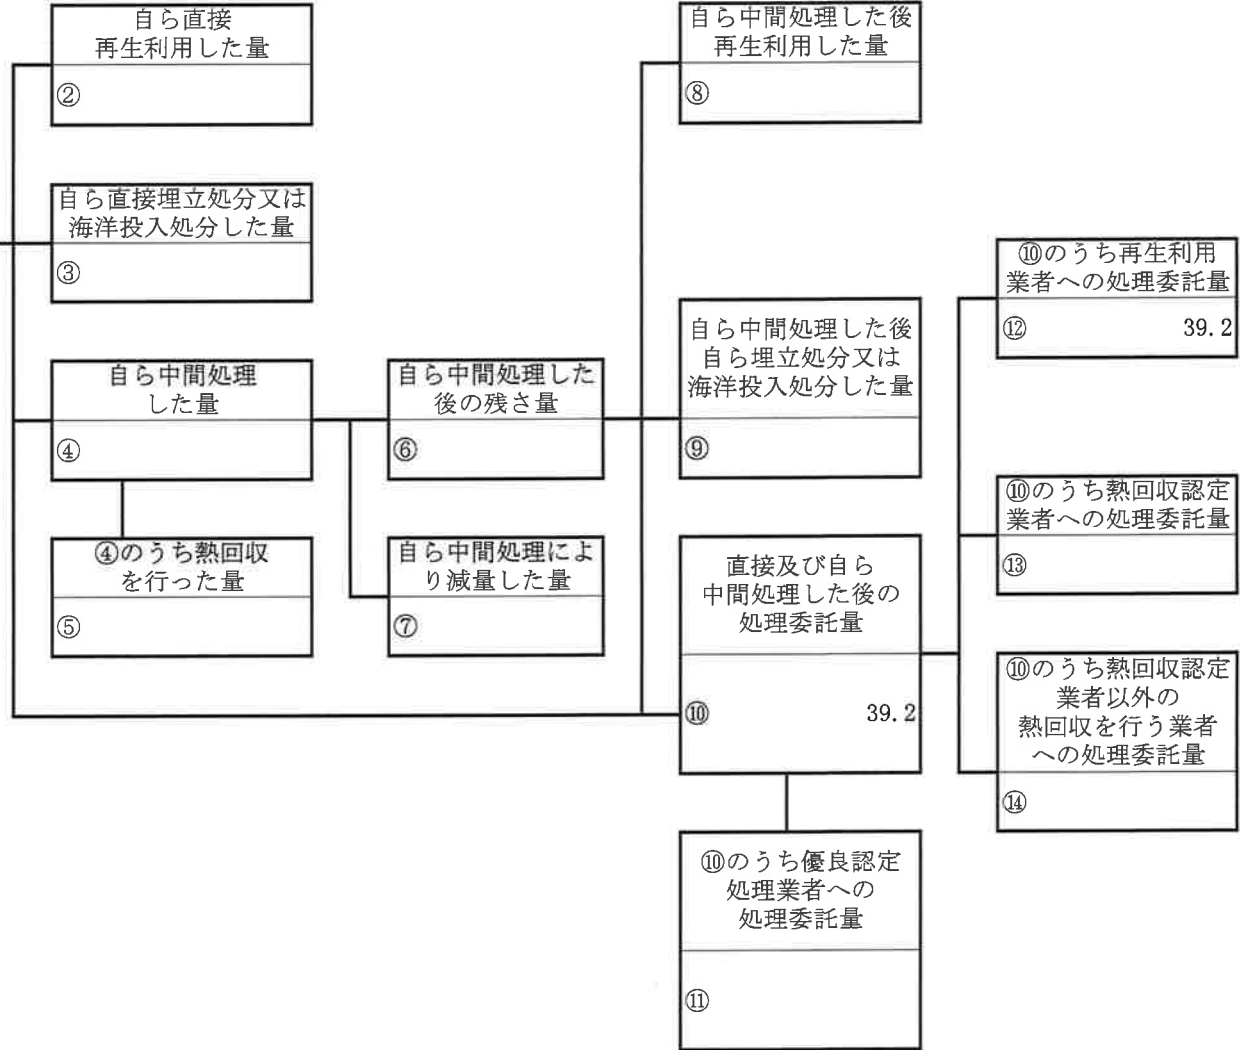 自ら直接
再生利用した量
②
自ら直接埋立処分又は
海洋投入処分した量
③
自ら中間処理
した量
④
④のうち熱回収
を行った量
⑤
自ら中間処理した
後の残さ量
⑥
自ら中間処理によ
り減量した量
⑦
自ら中間処理した後
再生利用した量
⑧
自ら中間処理した後
自ら埋立処分又は
海洋投入処分した量
⑨
直接及び自ら
中間処理した後の
処理委託量
⑩ 39.2
⑩のうち優良認定
処理業者への
処理委託量
⑪
⑩のうち再生利用
業者への処理委託量
⑫ 39.2
⑩のうち熱回収認定
業者への処理委託量
⑬
⑩のうち熱回収認定
業者以外の
熱回収を行う業者
への処理委託量
⑭